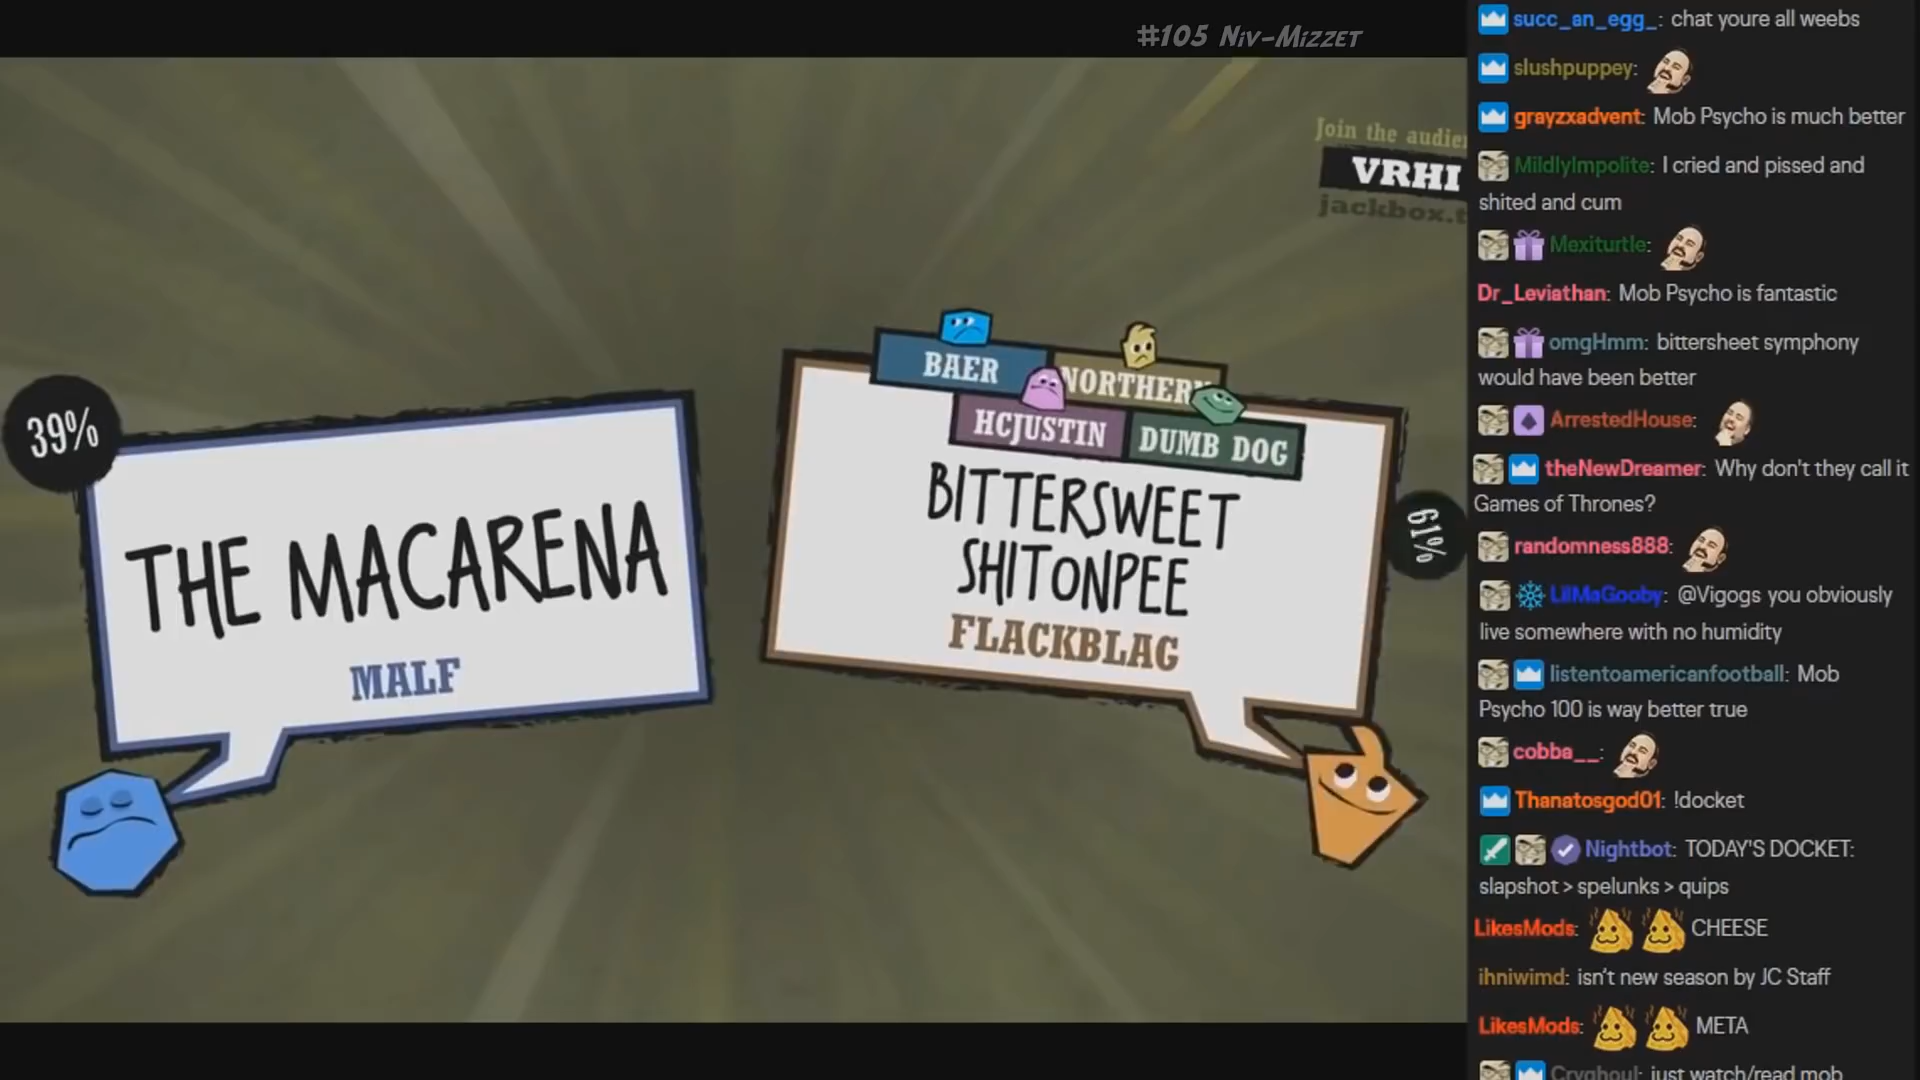 #105 Niv-Mizzet
Join the audien
VRHI
jackbox.t
39%
THE MACARENA
MALF
BAER
NORTHERN
HCJUSTIN
DUMB DOG
BITTERSWEET
SHITONPEE
FLACKBLAG
61%
succ_an_egg_: chat youre all weebs
slushpuppey:
grayzxadvent: Mob Psycho is much better
MildlyImpolite: I cried and pissed and
shited and cum
Mexiturtle:
Dr_Leviathan: Mob Psycho is fantastic
omgHmm: bittersheet symphony
would have been better
ArrestedHouse:
theNewDreamer: Why don't they call it
Games of Thrones?
randomness888:
LilMaGooby: @Vigogs you obviously
live somewhere with no humidity
listentoamericanfootball: Mob
Psycho 100 is way better true
cobba__:
Thanatosgod01: !docket
Nightbot: TODAY'S DOCKET:
slapshot > spelunks > quips
LikesMods: CHEESE
ihniwimd: isn't new season by JC Staff
LikesMods: META
Cryghoul: just watch/read mob